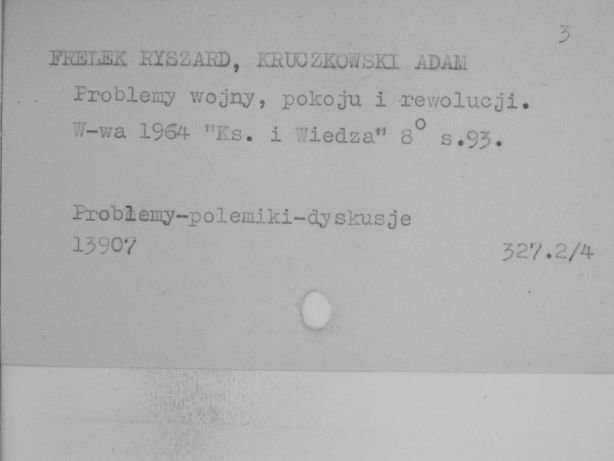 3
FRELEK RYSZARD, KRUCZKOWSKI ADAM
Problemy wojny, pokoju i rewolucji.
W-wa 1964 "Ks. i Wiedza" 8° s.93.
Problemy-polemiki-dyskusje
13907 327.2/4